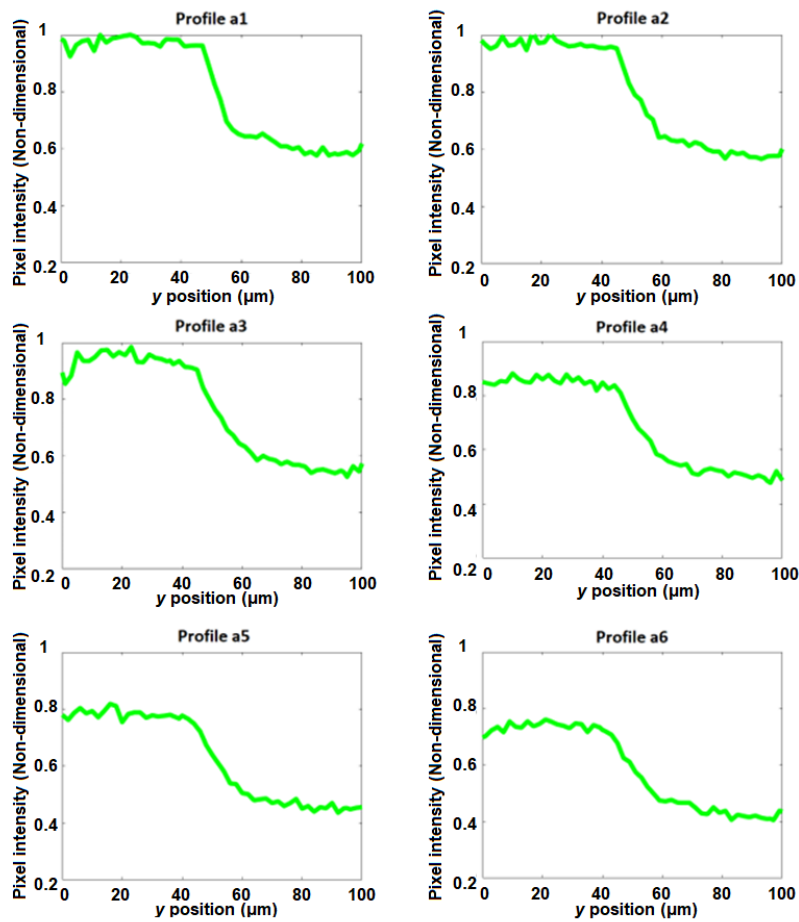 Profile a1
Pixel intensity (Non-dimensional)
1
0.8
0.6
0.4
0.2
0 20 40 60 80 100
y position (µm)
Profile a2
Pixel intensity (Non-dimensional)
1
0.8
0.6
0.4
0.2
0 20 40 60 80 100
y position (µm)
Profile a3
Pixel intensity (Non-dimensional)
1
0.8
0.6
0.4
0.2
0 20 40 60 80 100
y position (µm)
Profile a4
Pixel intensity (Non-dimensional)
1
0.8
0.6
0.4
0.2
0 20 40 60 80 100
y position (µm)
Profile a5
Pixel intensity (Non-dimensional)
1
0.8
0.6
0.4
0.2
0 20 40 60 80 100
y position (µm)
Profile a6
Pixel intensity (Non-dimensional)
1
0.8
0.6
0.4
0.2
0 20 40 60 80 100
y position (µm)